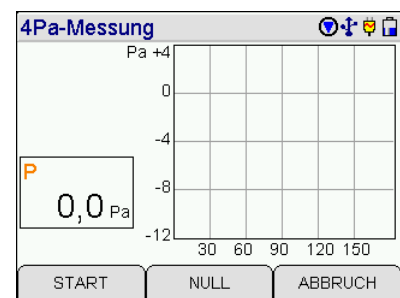 4Pa-Messung
Pa +4
0
-4
-8
-12
P
0,0 Pa
30 60 90 120 150
START NULL ABBRUCH